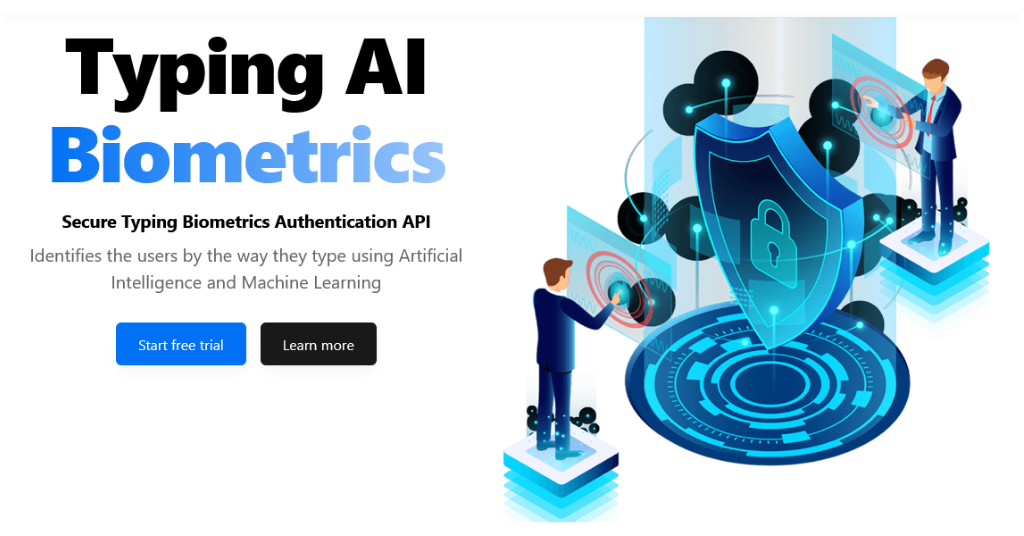 Typing AI
Biometrics
Secure Typing Biometrics Authentication API
Identifies the users by the way they type using Artificial
Intelligence and Machine Learning
Start free trial
Learn more